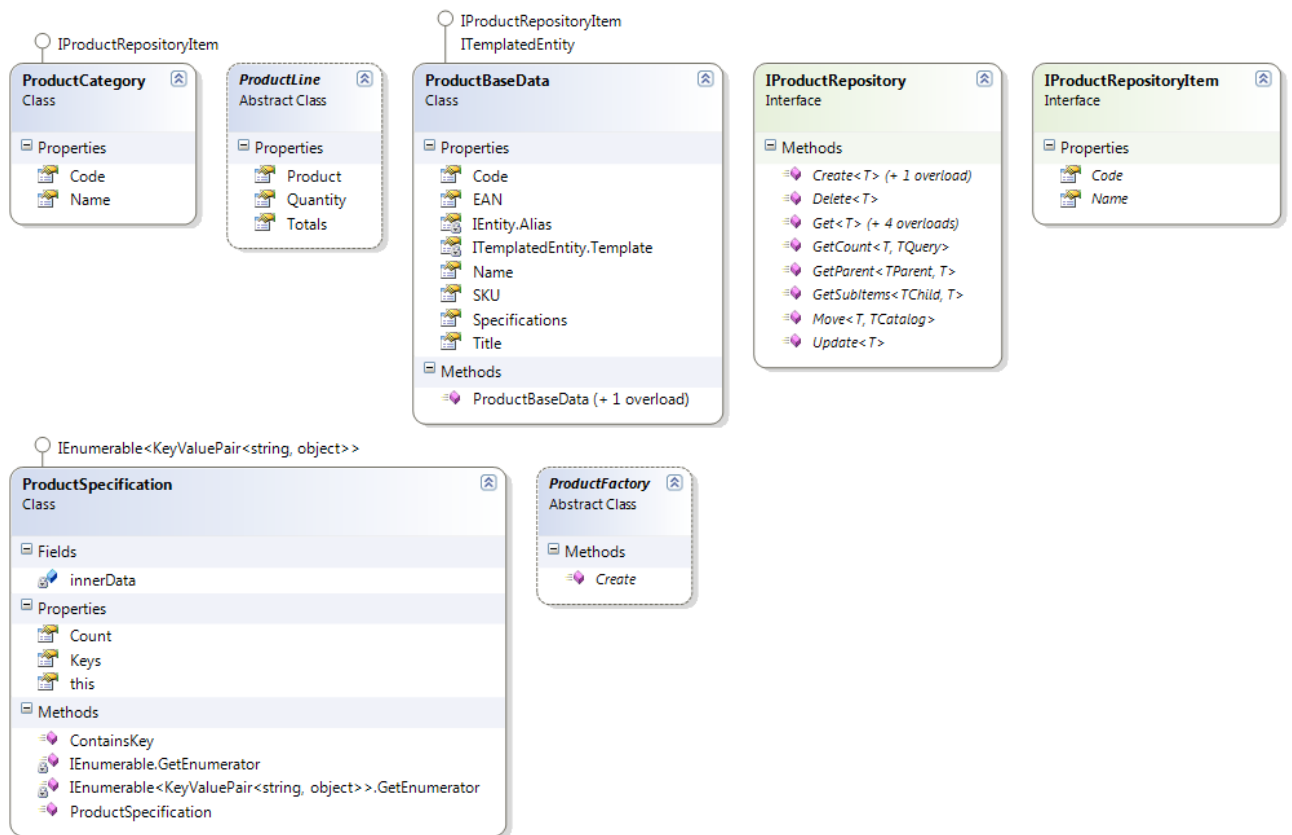 IProductRepositoryItem
ProductCategory
Class
Properties
Code
Name
ProductLine
Abstract Class
Properties
Product
Quantity
Totals
IProductRepositoryItem
ITemplatedEntity
ProductBaseData
Class
Properties
Code
EAN
IEntity.Alias
ITemplatedEntity.Template
Name
SKU
Specifications
Title
Methods
ProductBaseData (+ 1 overload)
IProductRepository
Interface
Methods
Create<T> (+ 1 overload)
Delete<T>
Get<T> (+ 4 overloads)
GetCount<T, TQuery>
GetParent<TParent, T>
GetSubItems<TChild, T>
Move<T, TCatalog>
Update<T>
IProductRepositoryItem
Interface
Properties
Code
Name
IEnumerable<KeyValuePair<string, object>>
ProductSpecification
Class
Fields
innerData
Properties
Count
Keys
this
Methods
ContainsKey
IEnumerable.GetEnumerator
IEnumerable<KeyValuePair<string, object>>.GetEnumerator
ProductSpecification
ProductFactory
Abstract Class
Methods
Create